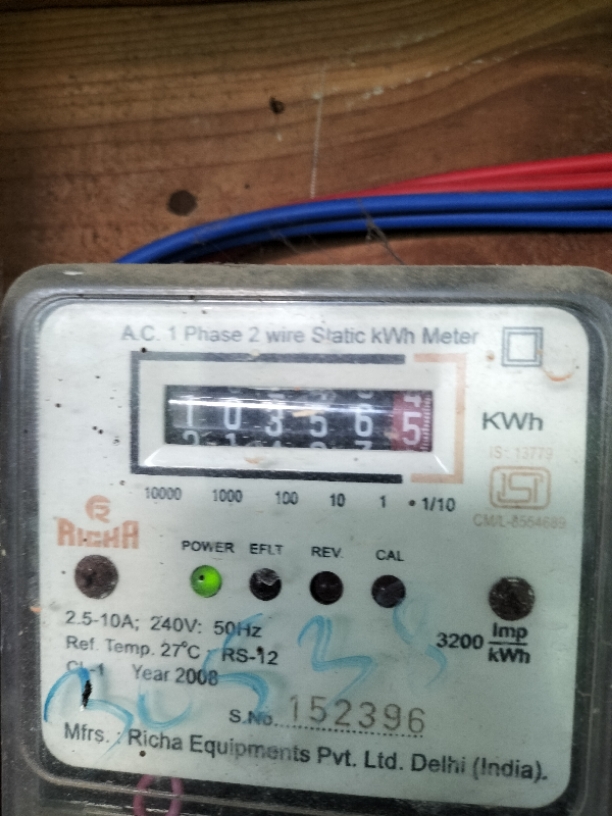 A.C. 1 Phase 2 wire Static kWh Meter
1 0 3 5 6 5
KWh
IS: 13779
ISI
CM/L-8554689
10000 1000 100 10 1 • 1/10
R
RICHA
POWER EFLT REV. CAL
2.5-10A; 240V: 50Hz
Ref. Temp. 27°C - RS-12
3200 Imp/kWh
CL-1 Year 2008
S.No. 152396
Mfrs. : Richa Equipments Pvt. Ltd. Delhi (India).